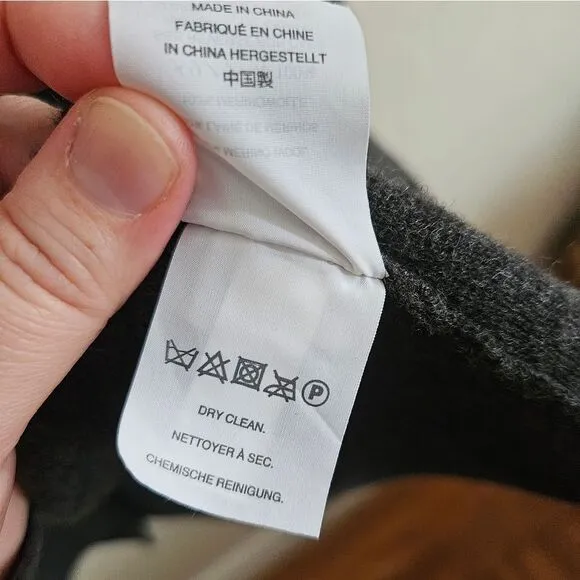 MADE IN CHINA
FABRIQUÉ EN CHINE
IN CHINA HERGESTELLT
中国製
P
DRY CLEAN.
NETTOYER À SEC.
CHEMISCHE REINIGUNG.